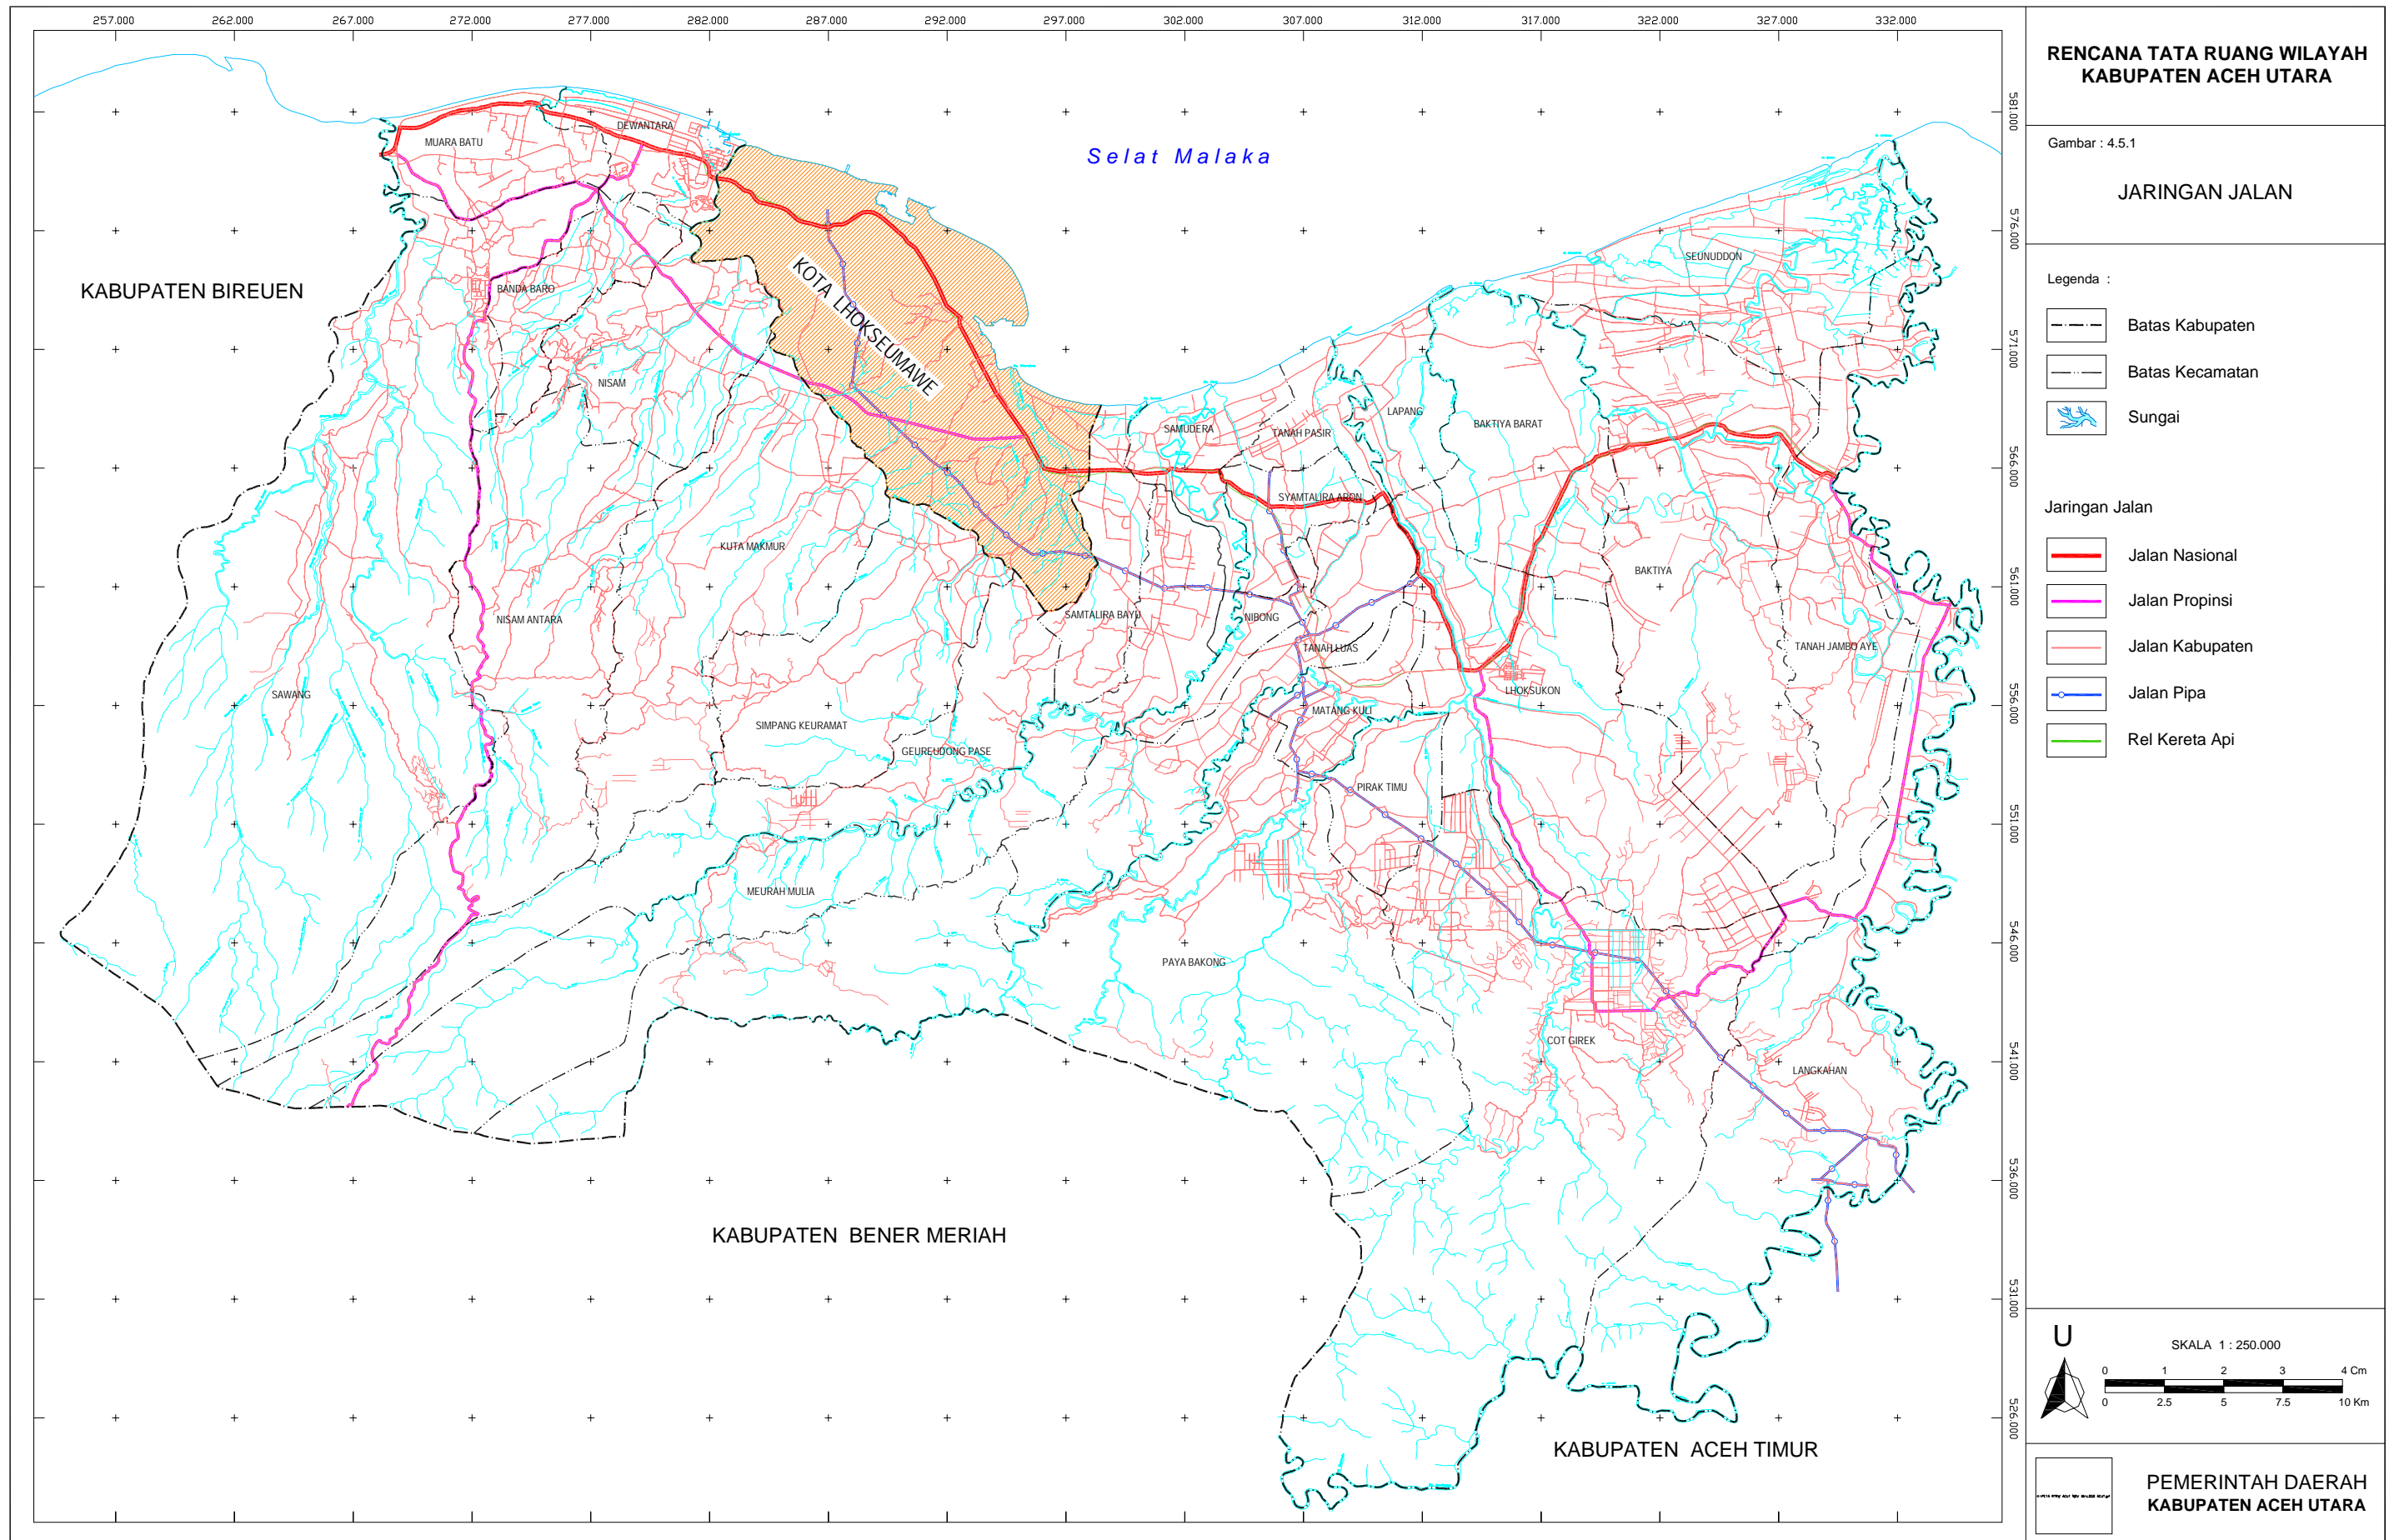 257.000 262.000 267.000 272.000 277.000 282.000 287.000 292.000 297.000 302.000 307.000 312.000 317.000 322.000 327.000 332.000
581.000
576.000
571.000
566.000
561.000
556.000
551.000
546.000
541.000
536.000
531.000
526.000
DEWANTARA
MUARA BATU
Selat Malaka
SEUNUDDON
KABUPATEN BIREUEN
BANDA BARO
KOTA LHOKSEUMAWE
NISAM
LAPANG
BAKTIYA BARAT
SAMUDERA
TANAH PASIR
SYAMTALIRA ARON
KUTA MAKMUR
BAKTIYA
NISAM ANTARA
SAMTALIRA BAYU
NIBONG
TANAH LUAS
TANAH JAMBO AYE
SAWANG
LHOKSUKON
MATANG KULI
SIMPANG KEURAMAT
GEUREUDONG PASE
PIRAK TIMU
MEURAH MULIA
PAYA BAKONG
COT GIREK
LANGKAHAN
KABUPATEN BENER MERIAH
KABUPATEN ACEH TIMUR
RENCANA TATA RUANG WILAYAH
KABUPATEN ACEH UTARA
Gambar : 4.5.1
JARINGAN JALAN
Legenda :
Batas Kabupaten
Batas Kecamatan
Sungai
Jaringan Jalan
Jalan Nasional
Jalan Propinsi
Jalan Kabupaten
Jalan Pipa
Rel Kereta Api
U
SKALA 1 : 250.000
0 1 2 3 4 Cm
0 2.5 5 7.5 10 Km
PEMERINTAH DAERAH
KABUPATEN ACEH UTARA